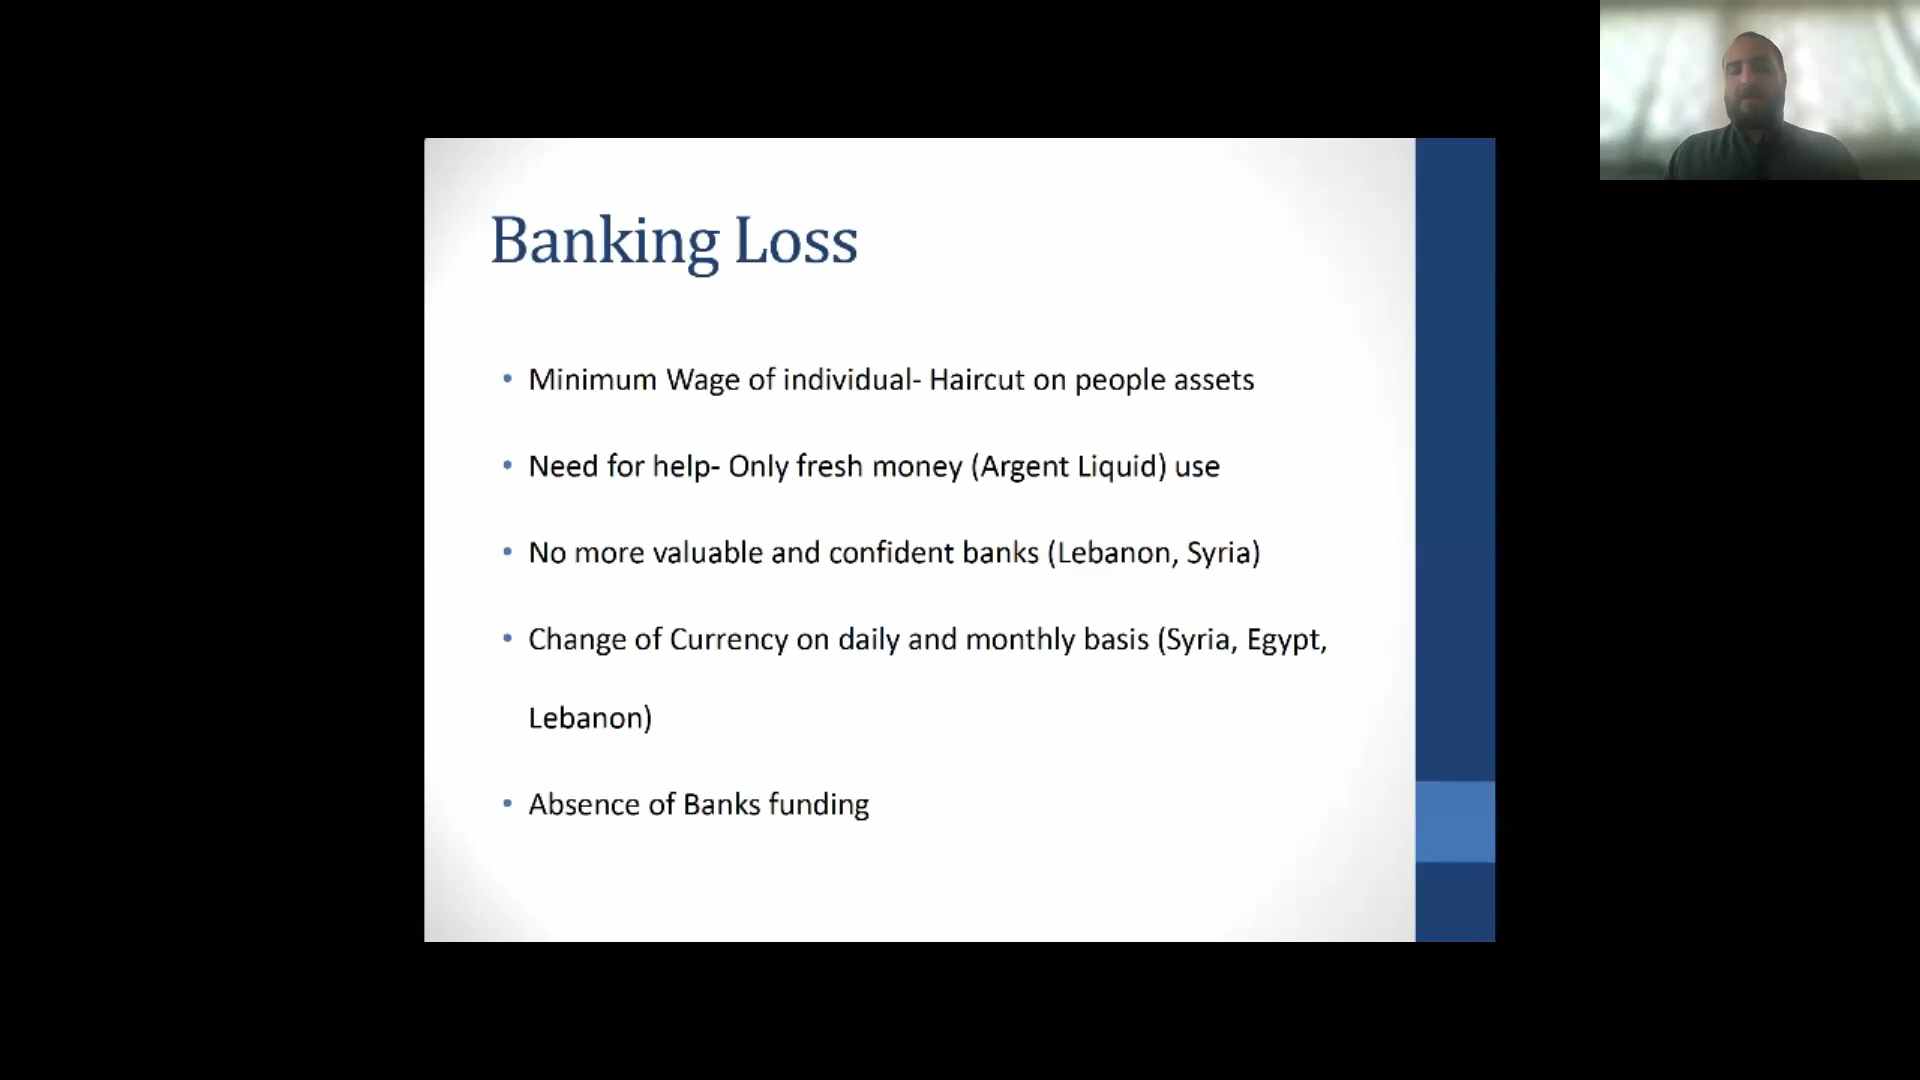 Banking Loss
• Minimum Wage of individual- Haircut on people assets
• Need for help- Only fresh money (Argent Liquid) use
• No more valuable and confident banks (Lebanon, Syria)
• Change of Currency on daily and monthly basis (Syria, Egypt,
Lebanon)
• Absence of Banks funding